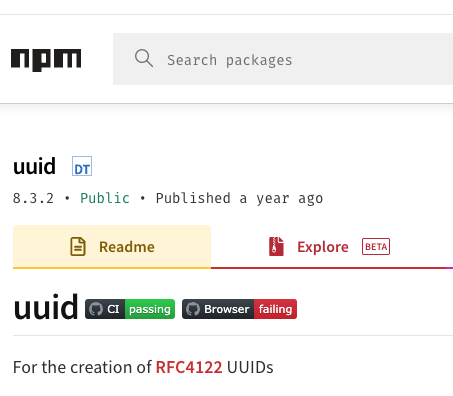 npm
Search packages
uuid DT
8.3.2 • Public • Published a year ago
Readme
Explore BETA
uuid CI passing Browser failing
For the creation of RFC4122 UUIDs